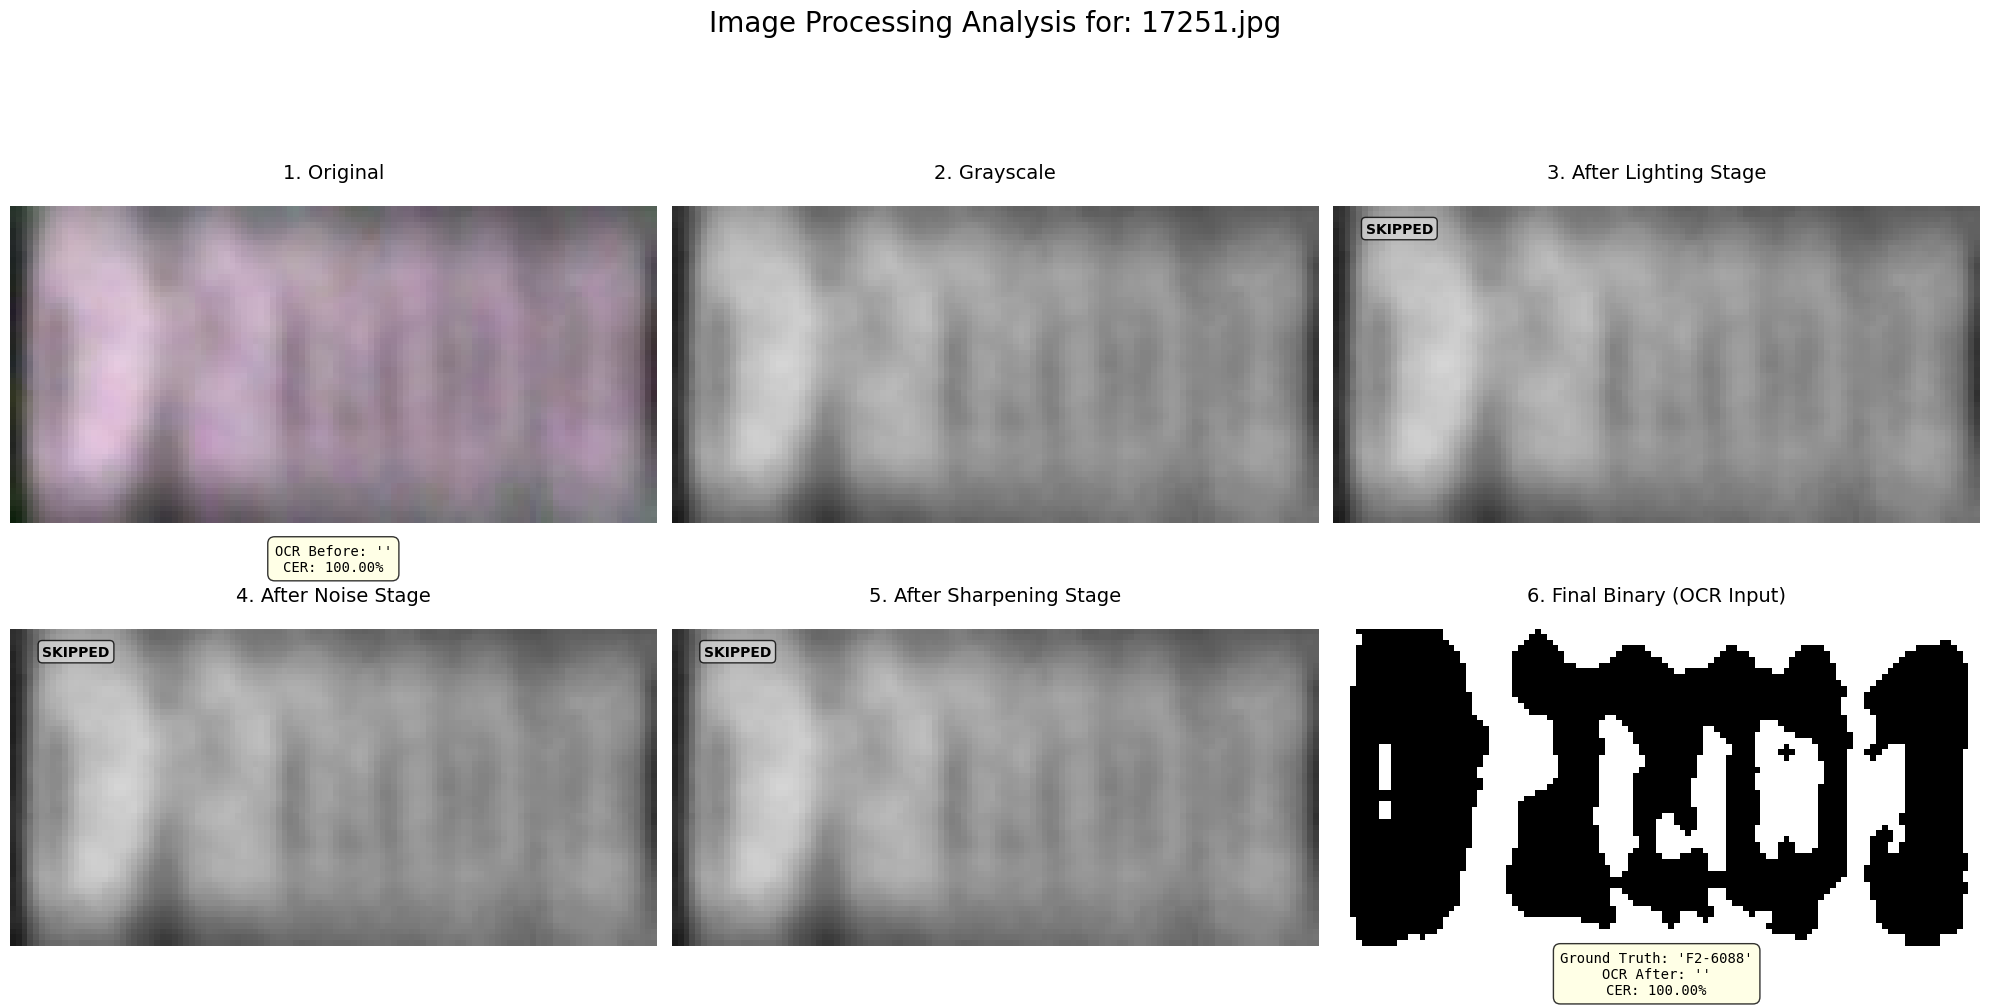 Image Processing Analysis for: 17251.jpg
1. Original
2. Grayscale
3. After Lighting Stage
SKIPPED
OCR Before: ''
CER: 100.00%
4. After Noise Stage
5. After Sharpening Stage
6. Final Binary (OCR Input)
SKIPPED
SKIPPED
Ground Truth: 'F2-6088'
OCR After: ''
CER: 100.00%